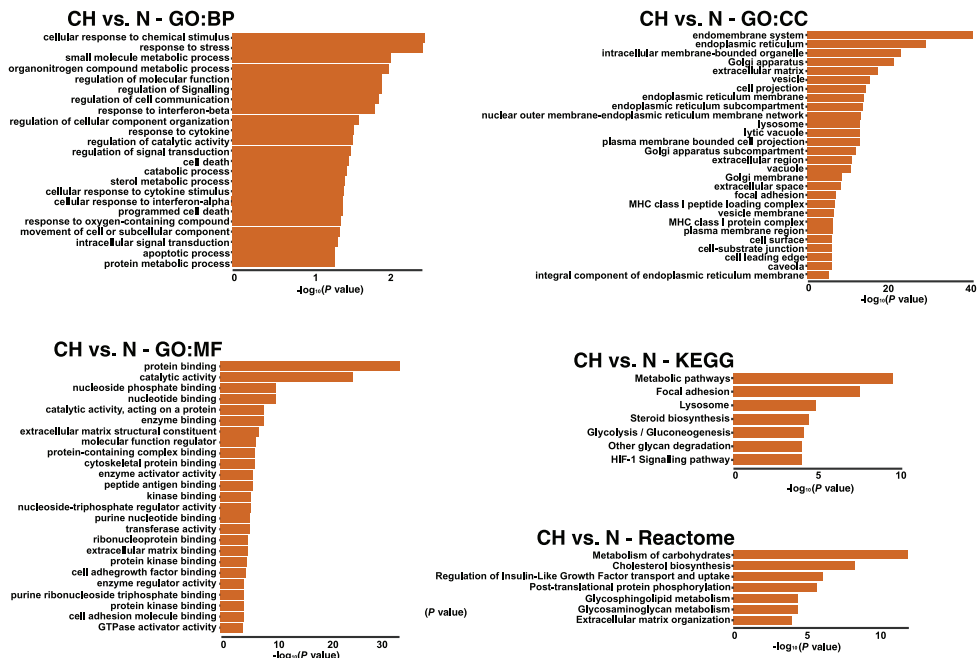 CH vs. N - GO:BP
cellular response to chemical stimulus
response to stress
small molecule metabolic process
organonitrogen compound metabolic process
regulation of molecular function
regulation of Signalling
regulation of cell communication
response to interferon-beta
regulation of cellular component organization
response to cytokine
regulation of catalytic activity
regulation of signal transduction
cell death
catabolic process
sterol metabolic process
cellular response to cytokine stimulus
cellular response to interferon-alpha
programmed cell death
response to oxygen-containing compound
movement of cell or subcellular component
intracellular signal transduction
apoptotic process
protein metabolic process
0 1 2
-log₁₀(P value)
CH vs. N - GO:CC
endomembrane system
endoplasmic reticulum
intracellular membrane-bounded organelle
Golgi apparatus
extracellular matrix
vesicle
cell projection
endoplasmic reticulum membrane
endoplasmic reticulum subcompartment
nuclear outer membrane-endoplasmic reticulum membrane network
lysosome
lytic vacuole
plasma membrane bounded cell projection
Golgi apparatus subcompartment
extracellular region
vacuole
Golgi membrane
extracellular space
focal adhesion
MHC class I peptide loading complex
vesicle membrane
MHC class I protein complex
plasma membrane region
cell surface
cell-substrate junction
cell leading edge
caveola
integral component of endoplasmic reticulum membrane
0 20 40
-log₁₀(P value)
CH vs. N - GO:MF
protein binding
catalytic activity
nucleoside phosphate binding
nucleotide binding
catalytic activity, acting on a protein
enzyme binding
extracellular matrix structural constituent
molecular function regulator
protein-containing complex binding
cytoskeletal protein binding
enzyme activator activity
peptide antigen binding
kinase binding
nucleoside-triphosphate regulator activity
purine nucleotide binding
transferase activity
ribonucleoprotein binding
extracellular matrix binding
protein kinase binding
cell adhegrowth factor binding
enzyme regulator activity
purine ribonucleoside triphosphate binding
protein kinase binding
cell adhesion molecule binding
GTPase activator activity
0 10 20 30
-log₁₀(P value)
(P value)
CH vs. N - KEGG
Metabolic pathways
Focal adhesion
Lysosome
Steroid biosynthesis
Glycolysis / Gluconeogenesis
Other glycan degradation
HIF-1 Signalling pathway
0 5 10
-log₁₀(P value)
CH vs. N - Reactome
Metabolism of carbohydrates
Cholesterol biosynthesis
Regulation of Insulin-Like Growth Factor transport and uptake
Post-translational protein phosphorylation
Glycosphingolipid metabolism
Glycosaminoglycan metabolism
Extracellular matrix organization
0 5 10
-log₁₀(P value)